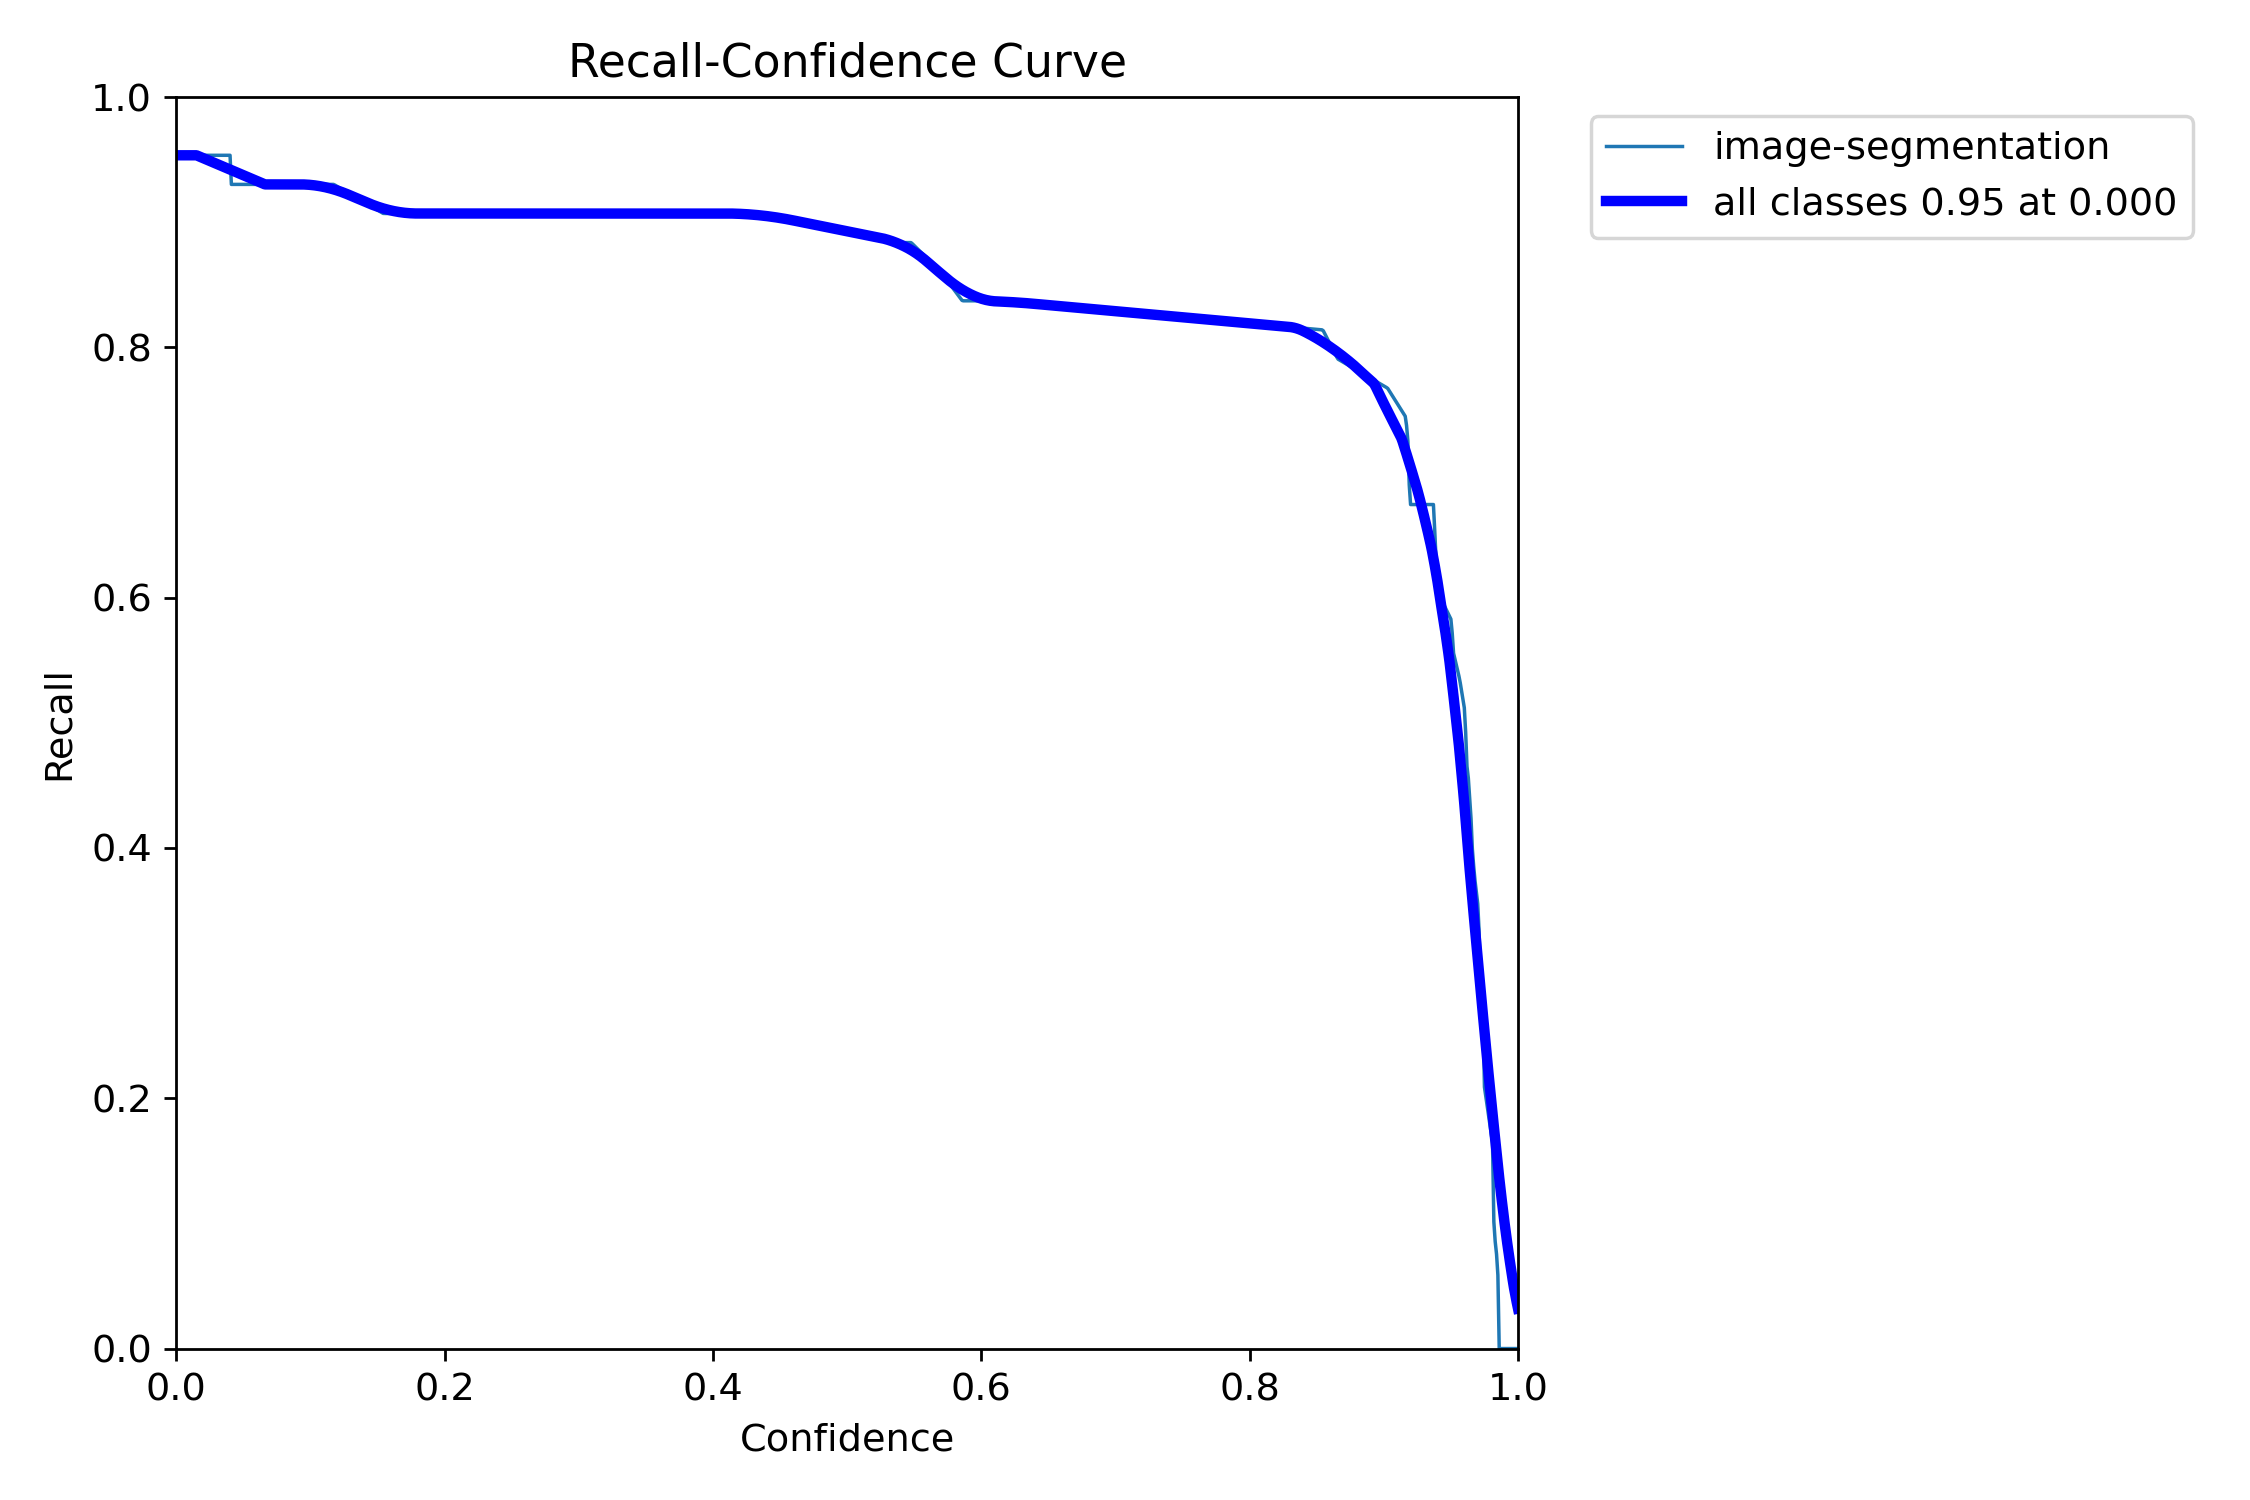 Recall-Confidence Curve
1.0
0.8
0.6
0.4
0.2
0.0
Recall
0.0 0.2 0.4 0.6 0.8 1.0
Confidence
image-segmentation
all classes 0.95 at 0.000